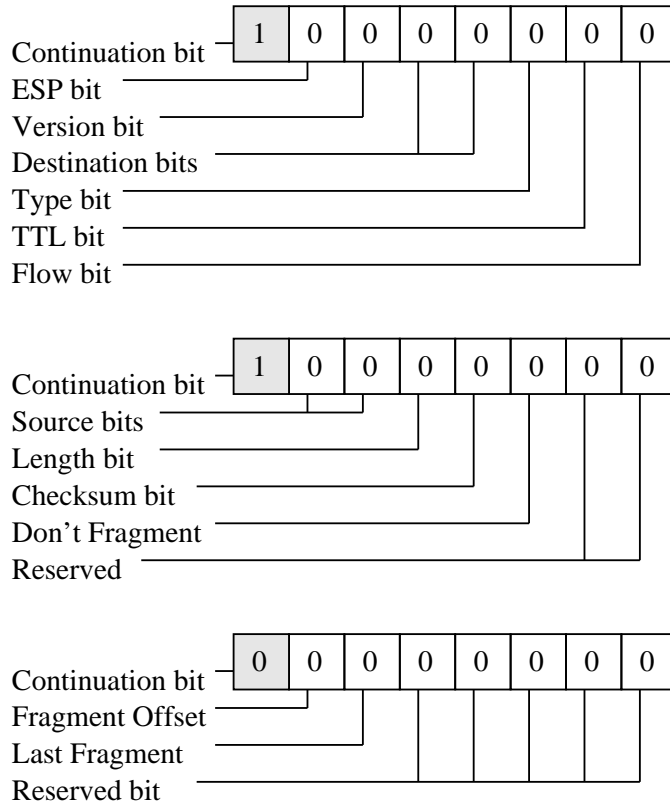 1 0 0 0 0 0 0 0
Continuation bit
ESP bit
Version bit
Destination bits
Type bit
TTL bit
Flow bit
1 0 0 0 0 0 0 0
Continuation bit
Source bits
Length bit
Checksum bit
Don’t Fragment
Reserved
0 0 0 0 0 0 0 0
Continuation bit
Fragment Offset
Last Fragment
Reserved bit